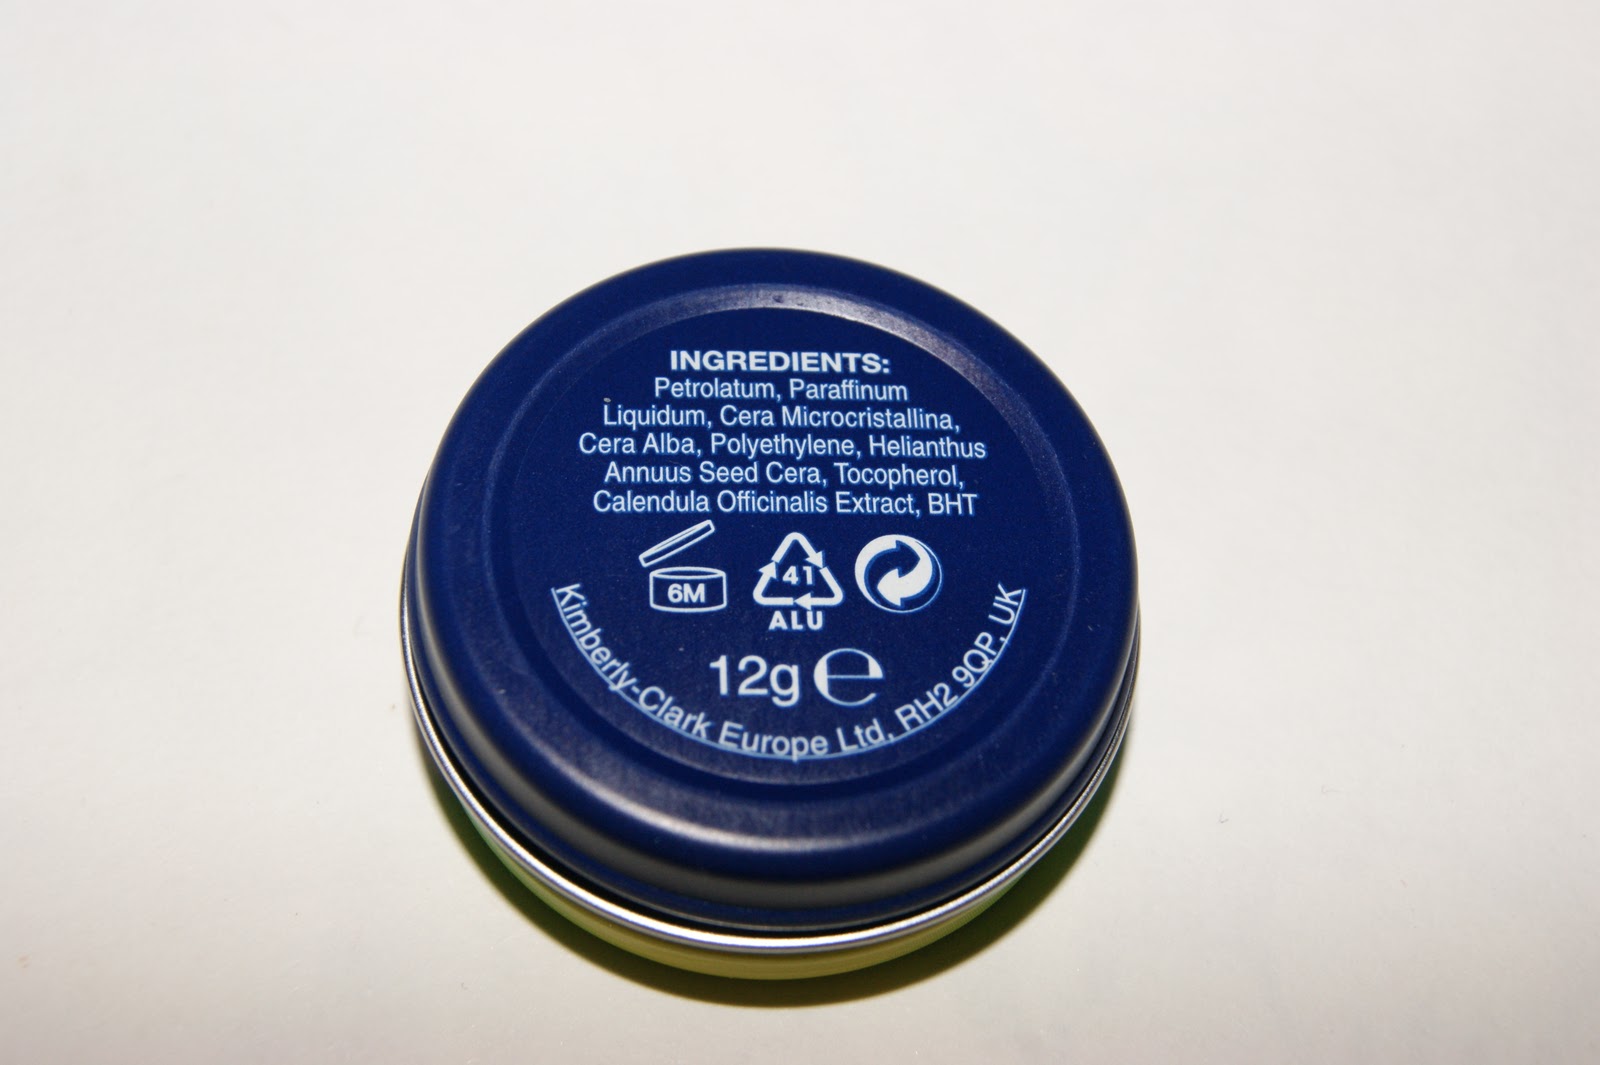 INGREDIENTS:
Petrolatum, Paraffinum
Liquidum, Cera Microcristallina,
Cera Alba, Polyethylene, Helianthus
Annuus Seed Cera, Tocopherol,
Calendula Officinalis Extract, BHT
6M
41
ALU
12g e
Kimberly-Clark Europe Ltd, RH2 9QP, UK